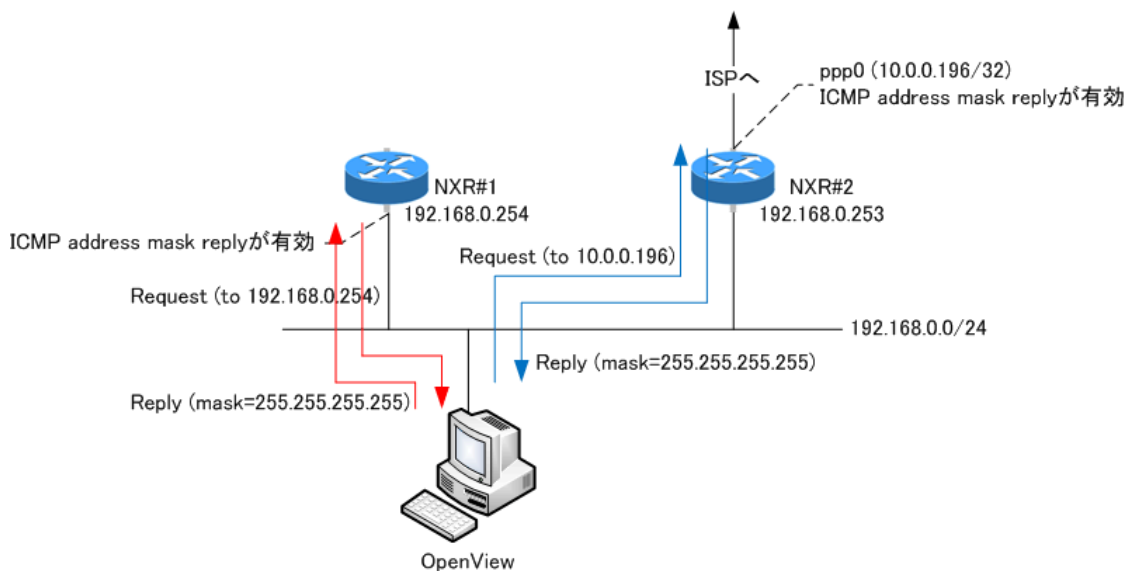 ISPへ
ppp0 (10.0.0.196/32)
ICMP address mask replyが有効
NXR#1
192.168.0.254
NXR#2
192.168.0.253
ICMP address mask replyが有効
Request (to 10.0.0.196)
Request (to 192.168.0.254)
192.168.0.0/24
Reply (mask=255.255.255.255)
Reply (mask=255.255.255.255)
OpenView